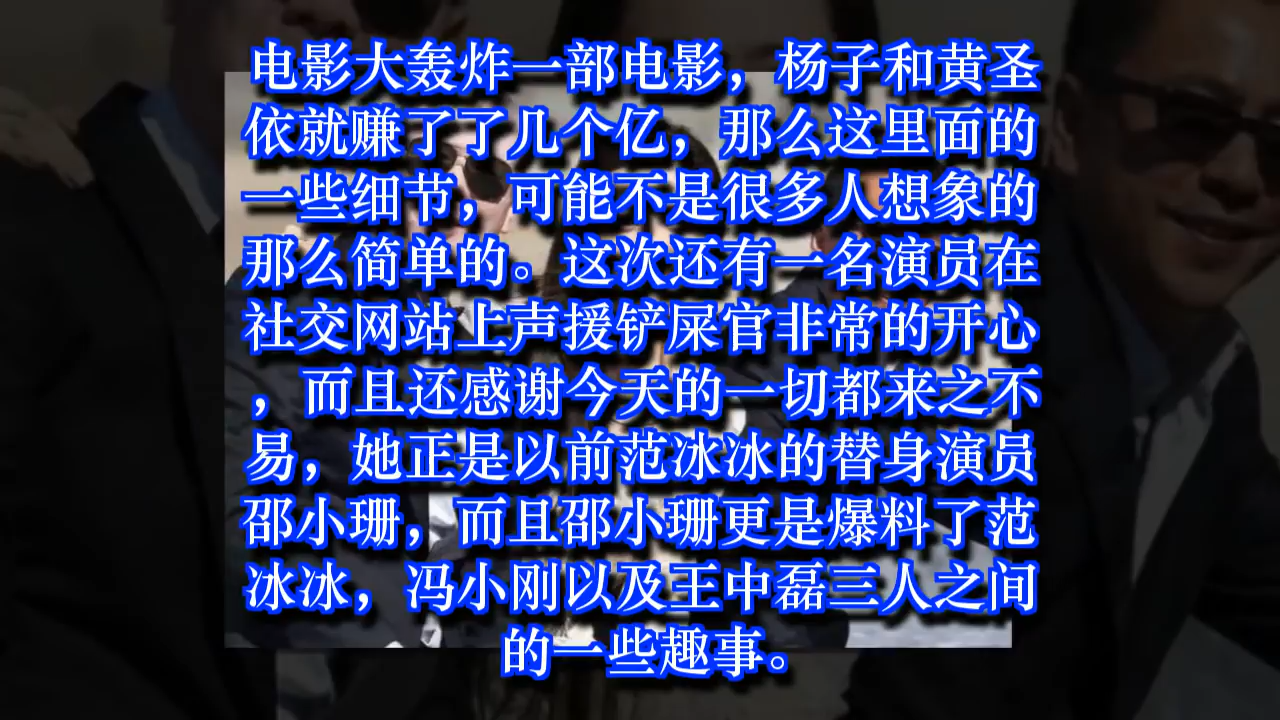 电影大轰炸一部电影，杨子和黄圣
依就赚了了几个亿，那么这里面的
一些细节，可能不是很多人想象的
那么简单的。这次还有一名演员在
社交网站上声援铲屎官非常的开心
，而且还感谢今天的一切都来之不
易，她正是以前范冰冰的替身演员
邵小珊，而且邵小珊更是爆料了范
冰冰，冯小刚以及王中磊三人之间
的一些趣事。